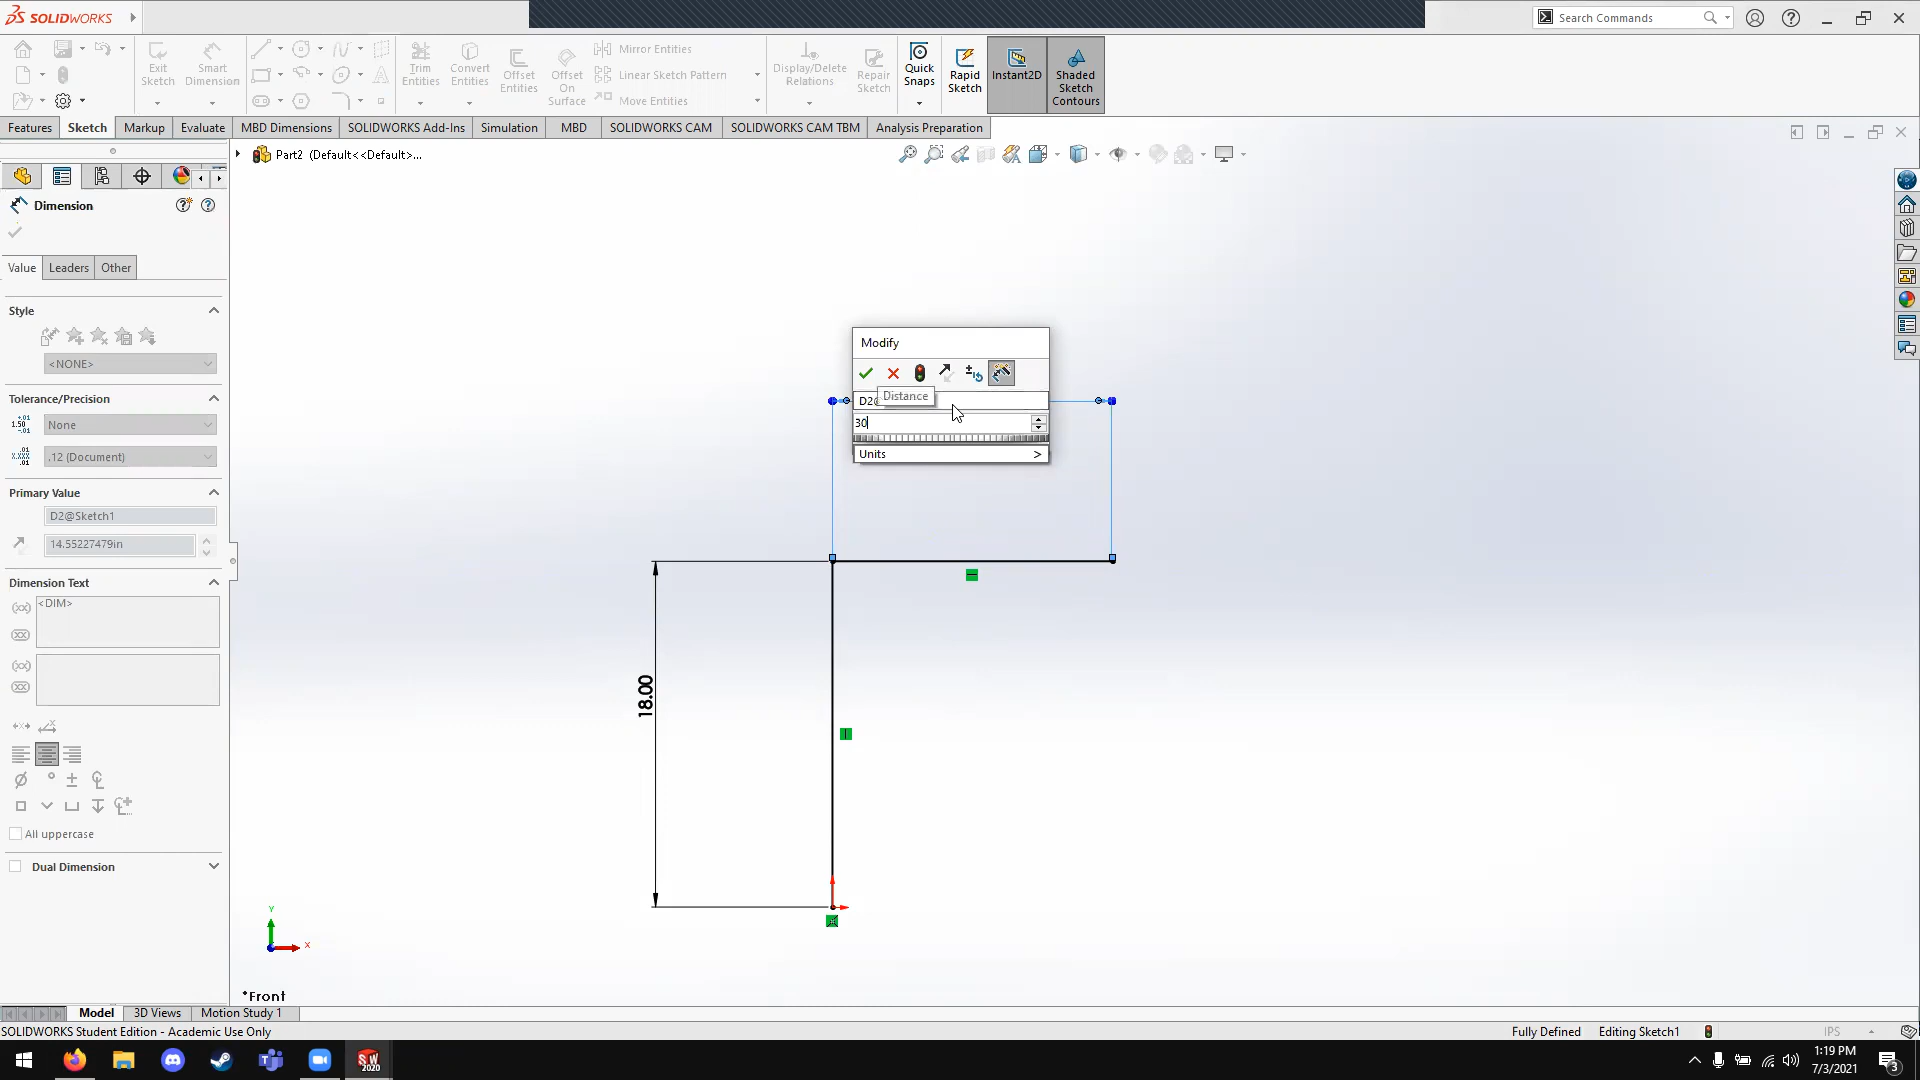 SOLIDWORKS
Search Commands
Exit Sketch
Smart Dimension
Trim Entities
Convert Entities
Offset Entities
Offset On Surface
Mirror Entities
Linear Sketch Pattern
Move Entities
Display/Delete Relations
Repair Sketch
Quick Snaps
Rapid Sketch
Instant2D
Shaded Sketch Contours
Features
Sketch
Markup
Evaluate
MBD Dimensions
SOLIDWORKS Add-Ins
Simulation
MBD
SOLIDWORKS CAM
SOLIDWORKS CAM TBM
Analysis Preparation
Part2 (Default<<Default>...
Dimension
Value
Leaders
Other
Style
<NONE>
Tolerance/Precision
None
.12 (Document)
Primary Value
D2@Sketch1
14.55227479in
Dimension Text
<DIM>
All uppercase
Dual Dimension
Modify
D2@
Distance
30
Units >
18.00
Y
X
*Front
Model
3D Views
Motion Study 1
SOLIDWORKS Student Edition - Academic Use Only
Fully Defined
Editing Sketch1
IPS
SW 2020
1:19 PM
7/3/2021
3